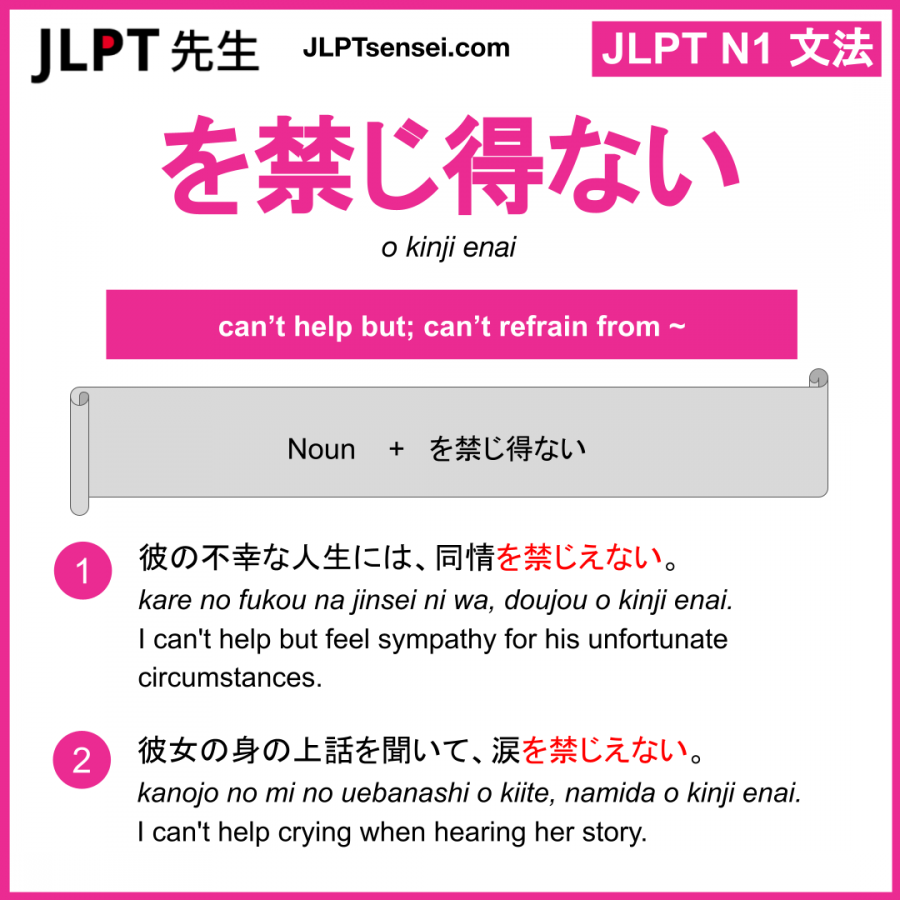 JLPT 先生
JLPTsensei.com
JLPT N1 文法
を禁じ得ない
o kinji enai
can’t help but; can’t refrain from ~
Noun + を禁じ得ない
1
彼の不幸な人生には、同情を禁じえない。
kare no fukou na jinsei ni wa, doujou o kinji enai.
I can't help but feel sympathy for his unfortunate
circumstances.
2
彼女の身の上話を聞いて、涙を禁じえない。
kanojo no mi no uebanashi o kiite, namida o kinji enai.
I can't help crying when hearing her story.